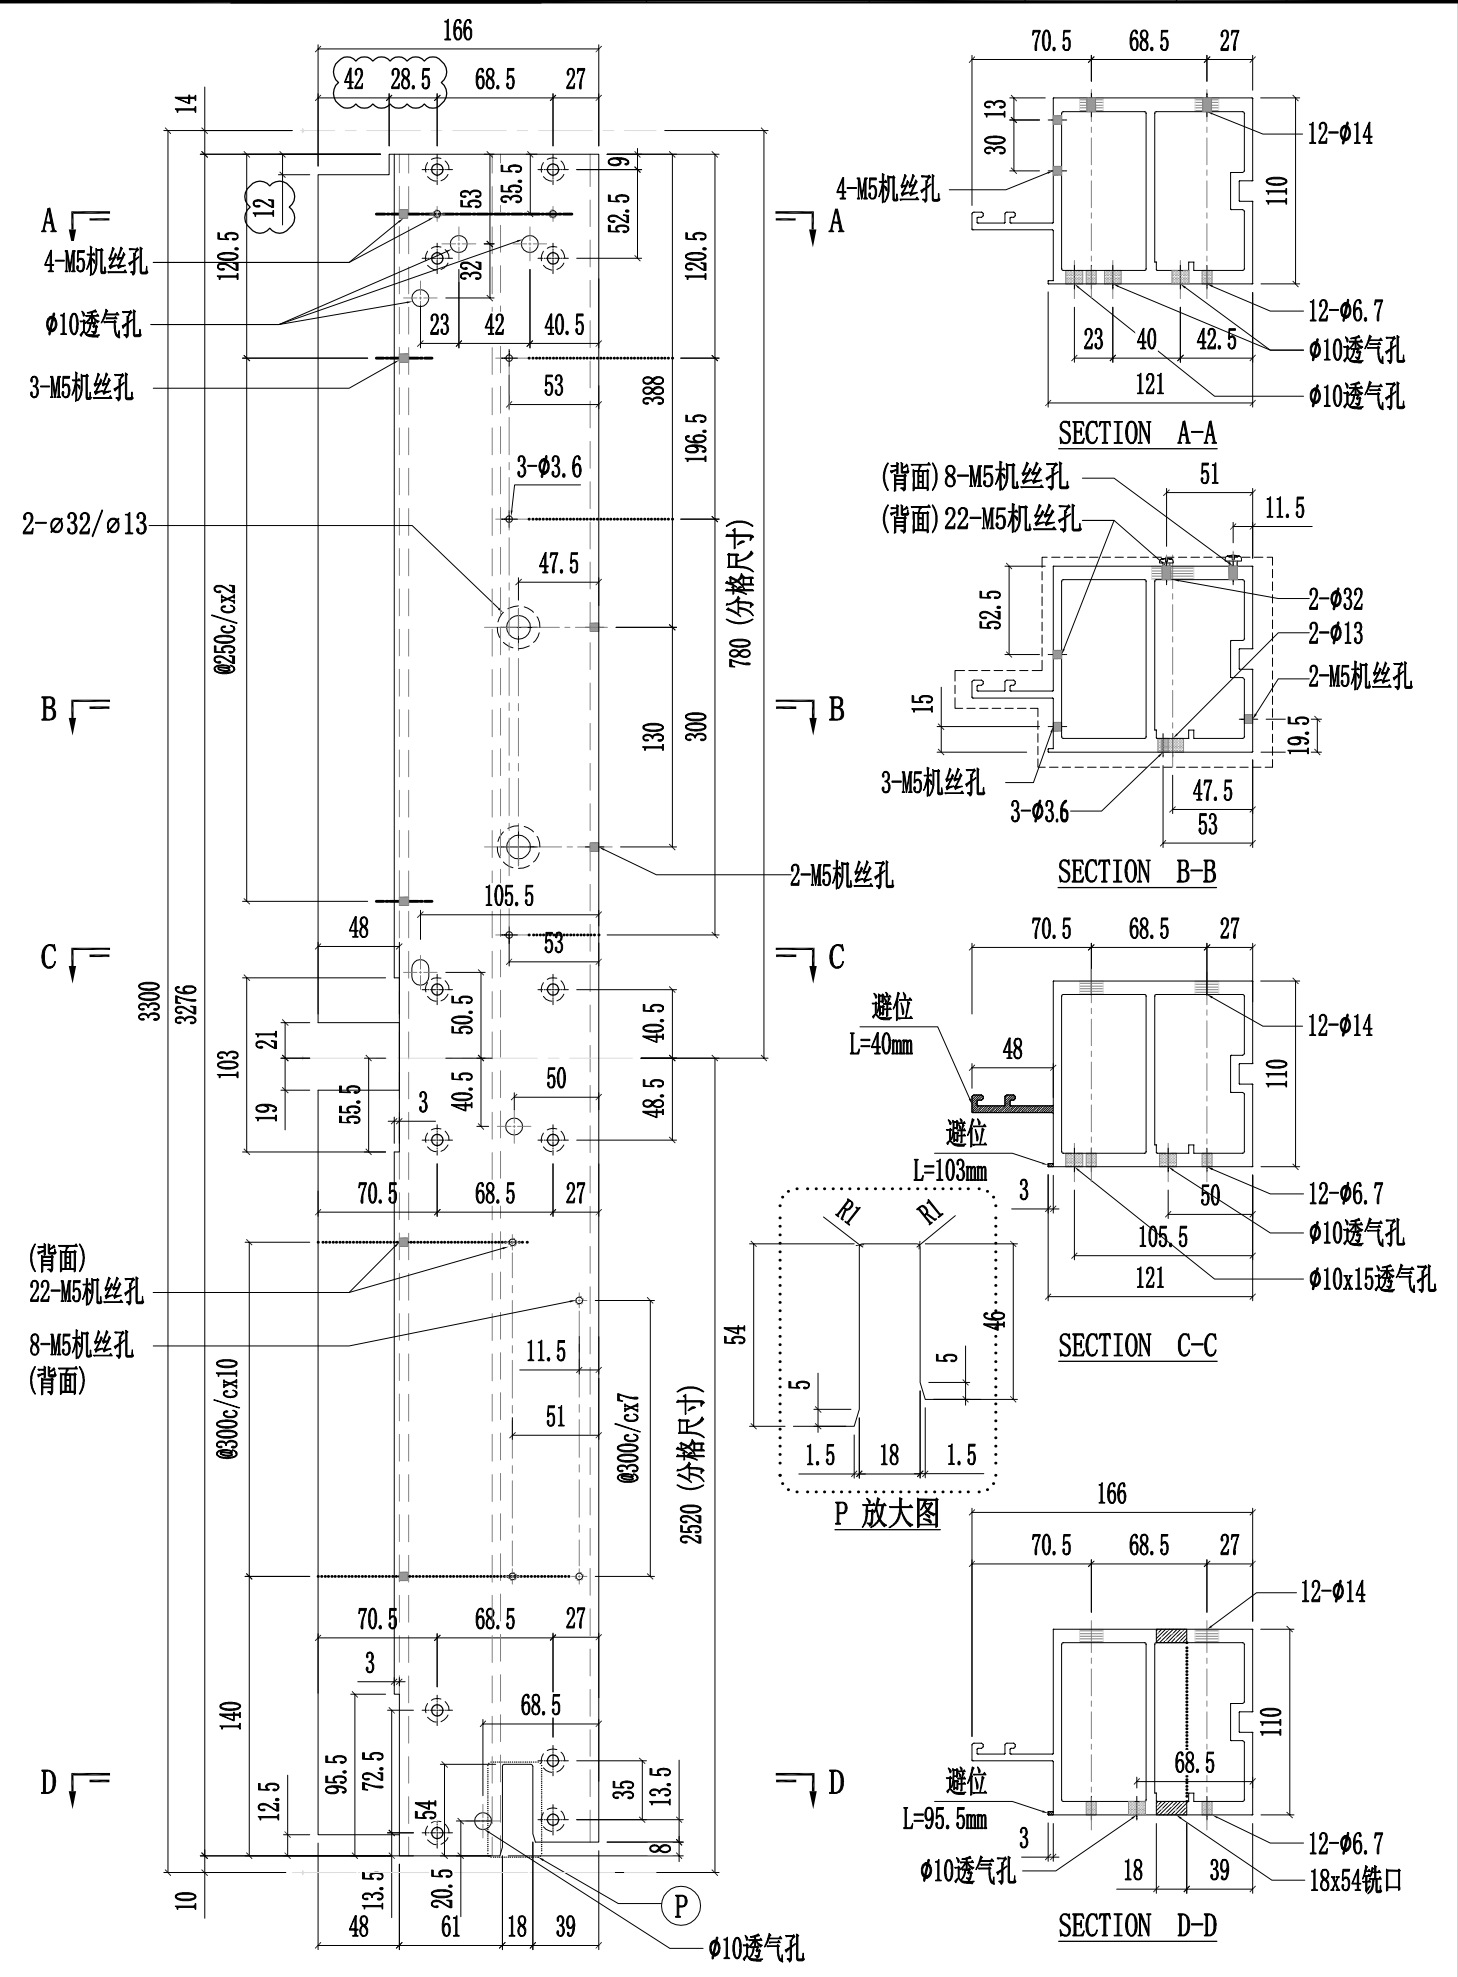 166
42
28.5
68.5
27
14
12
120.5
53
35.5
9
52.5
120.5
A
A
4-M5机丝孔
32
ϕ10透气孔
23
42
40.5
3-M5机丝孔
53
388
196.5
3-ϕ3.6
2-⌀32/⌀13
47.5
780 (分格尺寸)
@250c/cx2
B
B
130
300
2-M5机丝孔
105.5
48
53
C
C
3300
3276
21
103
50.5
40.5
19
55.5
3
40.5
50
48.5
70.5
68.5
27
(背面)
22-M5机丝孔
8-M5机丝孔
(背面)
11.5
@300c/cx10
51
@300c/cx7
2520 (分格尺寸)
70.5
68.5
27
3
140
68.5
D
D
12.5
95.5
72.5
54
35
13.5
8
10
13.5
20.5
P
48
61
18
39
ϕ10透气孔
70.5
68.5
27
13
30
12-ϕ14
4-M5机丝孔
110
12-ϕ6.7
23
40
42.5
ϕ10透气孔
121
ϕ10透气孔
SECTION A-A
(背面)8-M5机丝孔
51
(背面)22-M5机丝孔
11.5
52.5
2-ϕ32
2-ϕ13
2-M5机丝孔
15
19.5
3-M5机丝孔
47.5
3-ϕ3.6
53
SECTION B-B
70.5
68.5
27
避位
L=40mm
48
12-ϕ14
110
避位
L=103mm
3
12-ϕ6.7
50
ϕ10透气孔
105.5
121
ϕ10x15透气孔
SECTION C-C
R1
R1
54
46
5
5
1.5
18
1.5
P 放大图
166
70.5
68.5
27
12-ϕ14
110
68.5
避位
L=95.5mm
3
12-ϕ6.7
ϕ10透气孔
18
39
18x54铣口
SECTION D-D